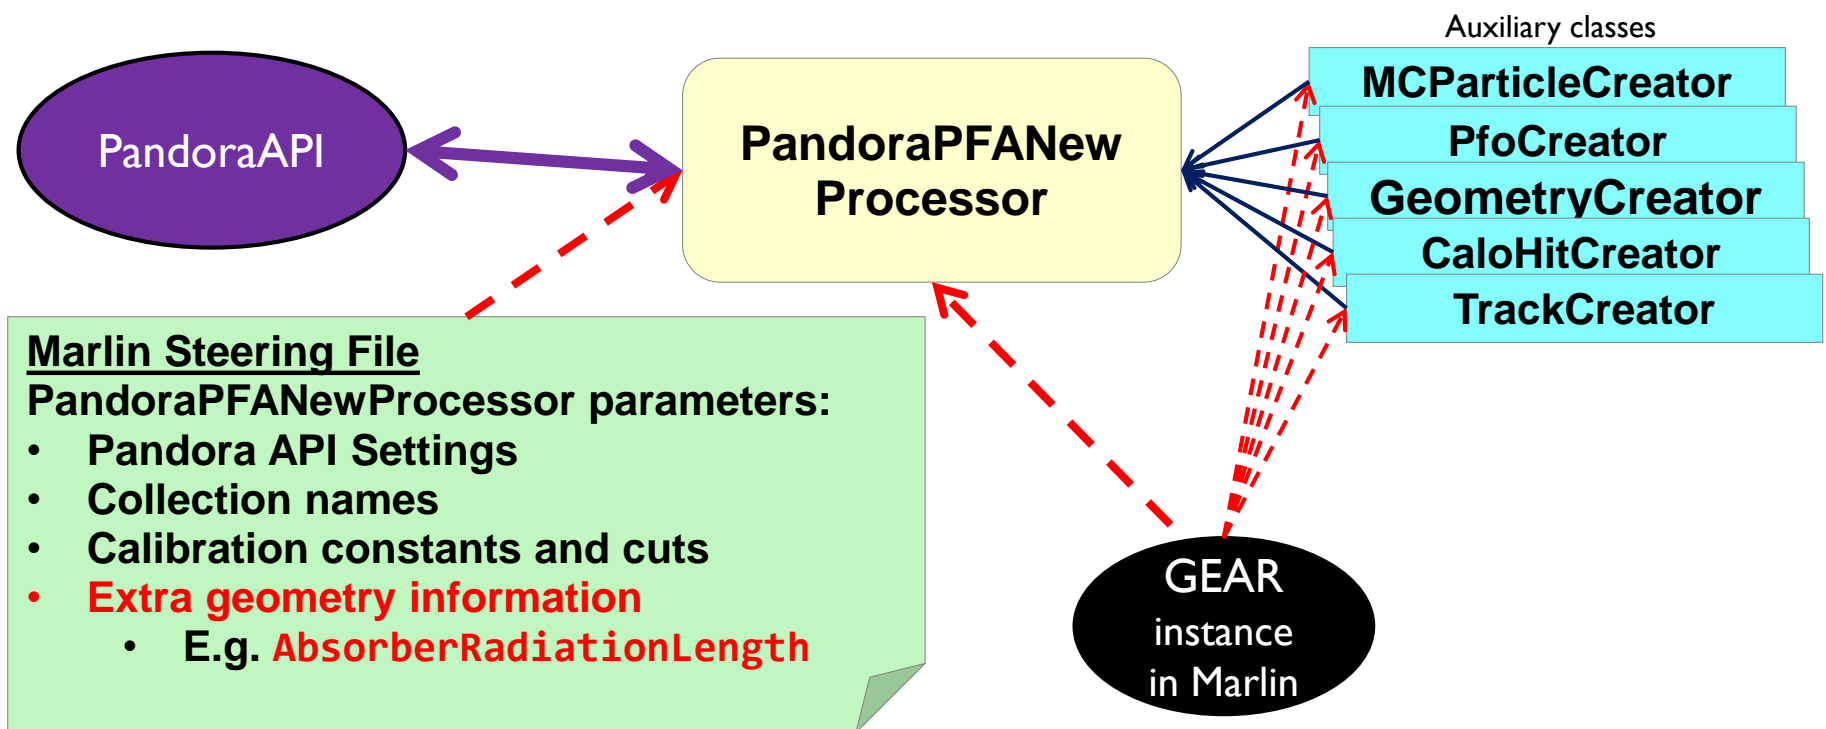 Auxiliary classes
MCParticleCreator
PfoCreator
GeometryCreator
CaloHitCreator
TrackCreator
PandoraAPI
PandoraPFANew
Processor
Marlin Steering File
PandoraPFANewProcessor parameters:
• Pandora API Settings
• Collection names
• Calibration constants and cuts
• Extra geometry information
• E.g. AbsorberRadiationLength
GEAR
instance
in Marlin